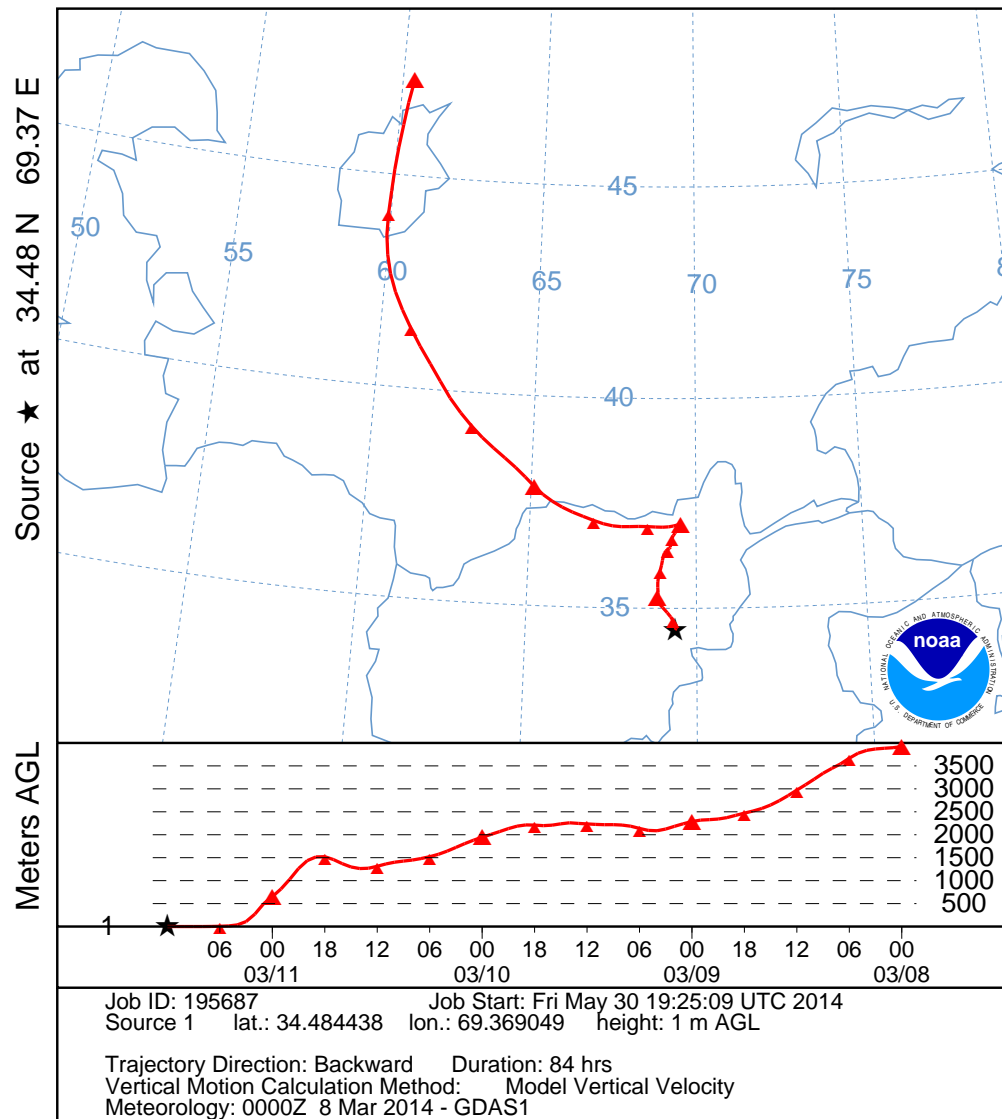 Source ★ at 34.48 N 69.37 E
45
50
55
60
65
70
75
8
40
35
NATIONAL OCEANIC AND ATMOSPHERIC ADMINISTRATION
noaa
U.S. DEPARTMENT OF COMMERCE
Meters AGL
3500
3000
2500
2000
1500
1000
500
1
06 00 18 12 06 00 18 12 06 00 18 12 06 00
03/11 03/10 03/09 03/08
Job ID: 195687 Job Start: Fri May 30 19:25:09 UTC 2014
Source 1 lat.: 34.484438 lon.: 69.369049 height: 1 m AGL
Trajectory Direction: Backward Duration: 84 hrs
Vertical Motion Calculation Method: Model Vertical Velocity
Meteorology: 0000Z 8 Mar 2014 - GDAS1